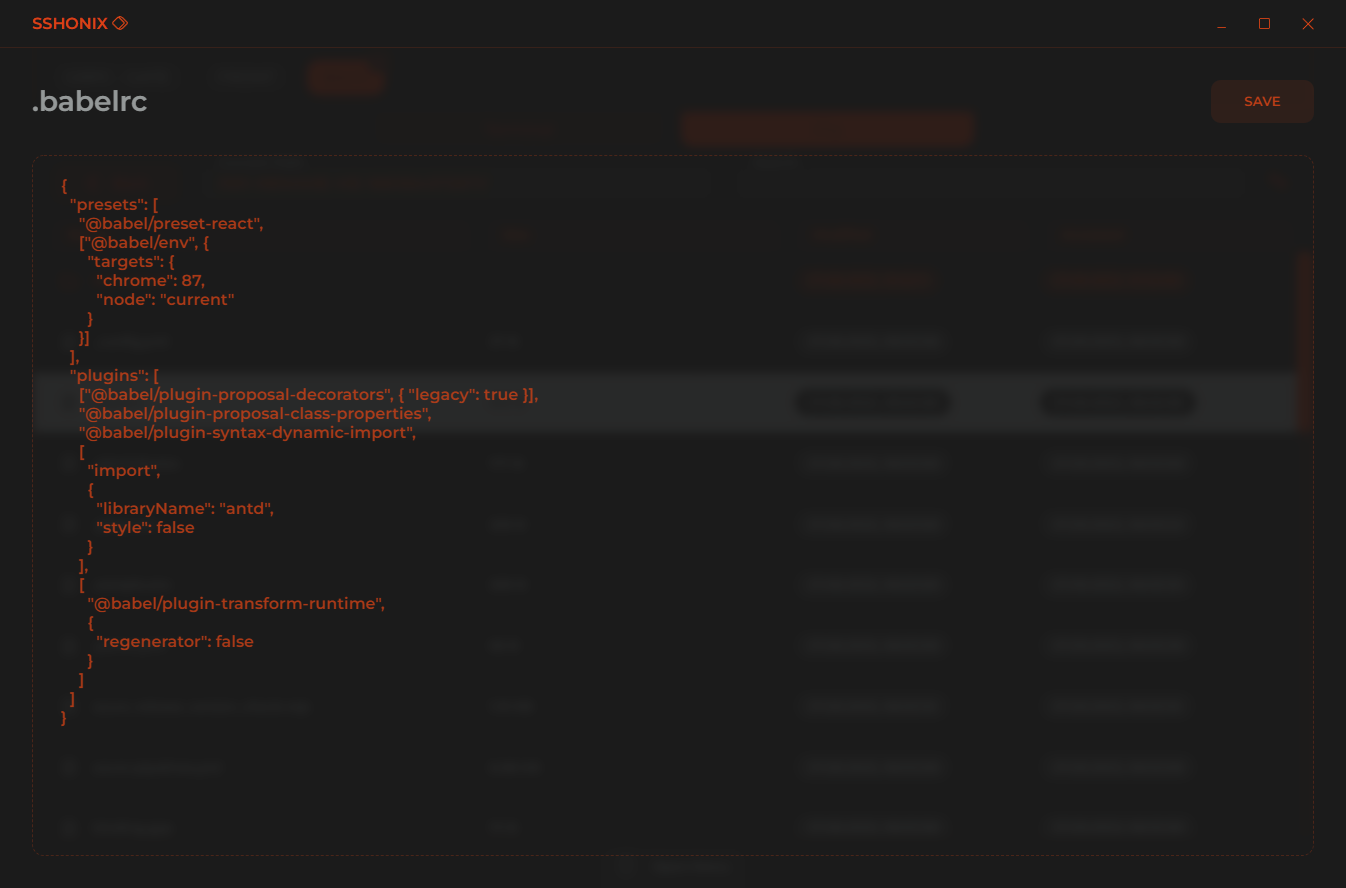 SSHONIX
.babelrc
SAVE
{
"presets": [
"@babel/preset-react",
["@babel/env", {
"targets": {
"chrome": 87,
"node": "current"
}
}]
],
"plugins": [
["@babel/plugin-proposal-decorators", { "legacy": true }],
"@babel/plugin-proposal-class-properties",
"@babel/plugin-syntax-dynamic-import",
[
"import",
{
"libraryName": "antd",
"style": false
}
],
[
"@babel/plugin-transform-runtime",
{
"regenerator": false
}
]
]
}